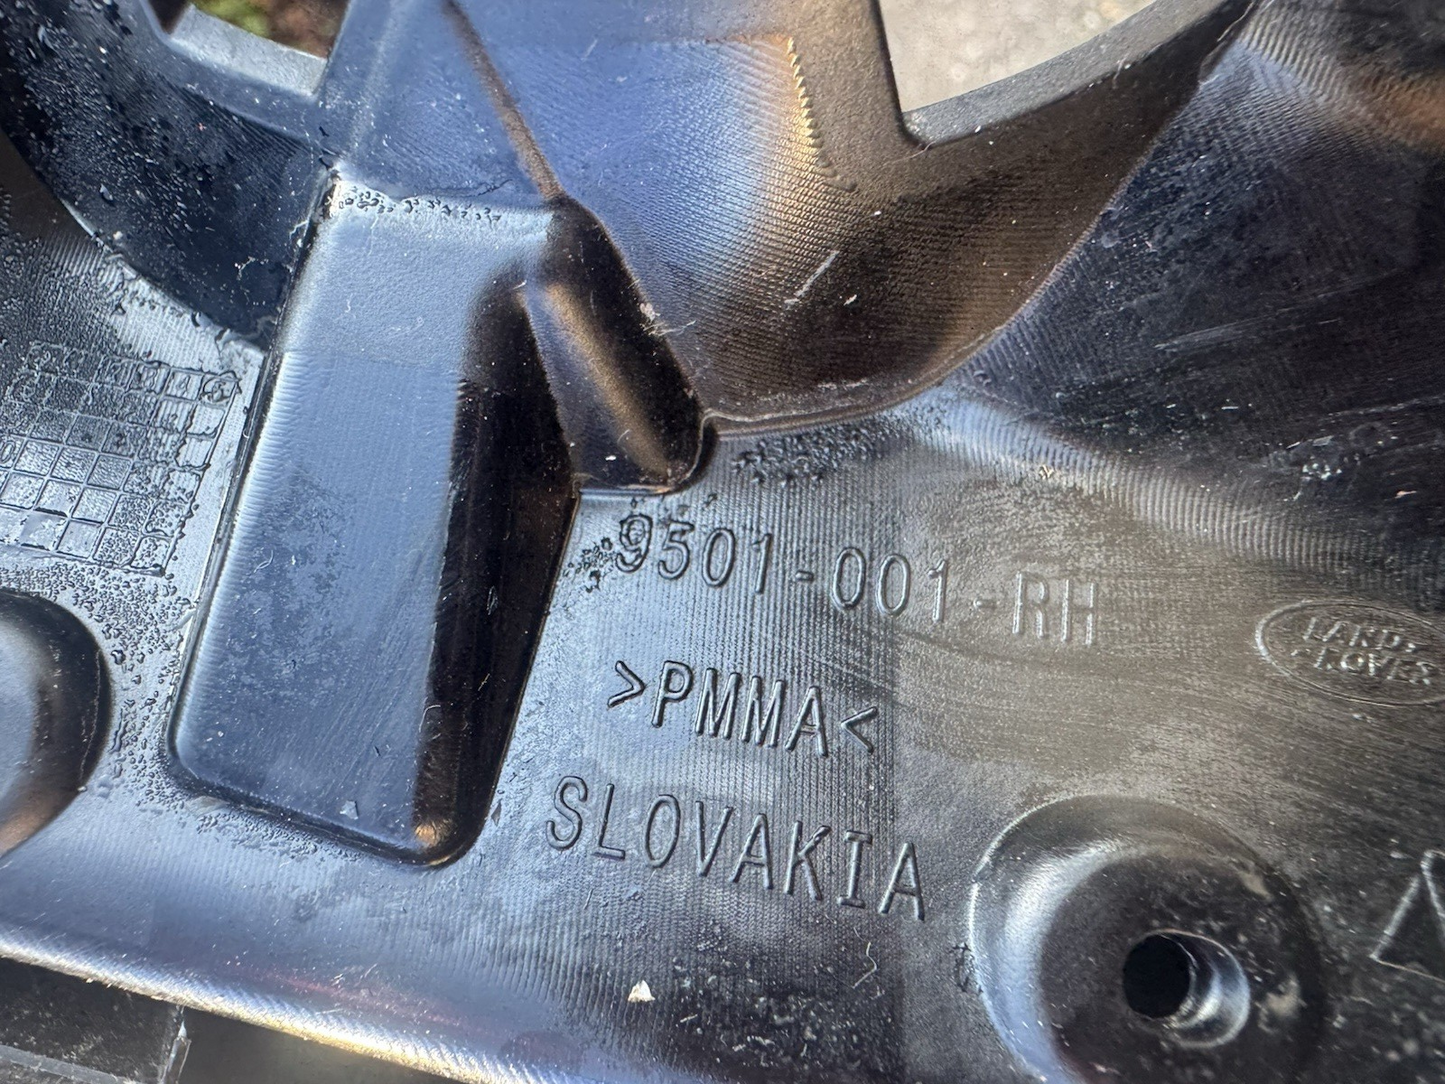 9501-001-RH
>PMMA<
SLOVAKIA
LAND-
ROVER